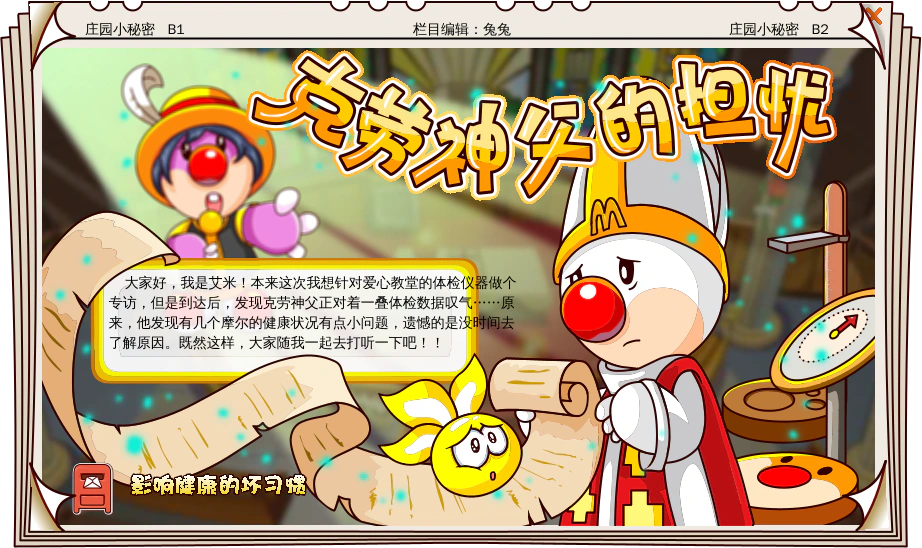 庄园小秘密 B1
栏目编辑：兔兔
庄园小秘密 B2
克劳神父的担忧
大家好，我是艾米！本来这次我想针对爱心教堂的体检仪器做个
专访，但是到达后，发现克劳神父正对着一叠体检数据叹气……原
来，他发现有几个摩尔的健康状况有点小问题，遗憾的是没时间去
了解原因。既然这样，大家随我一起去打听一下吧！！
影响健康的坏习惯